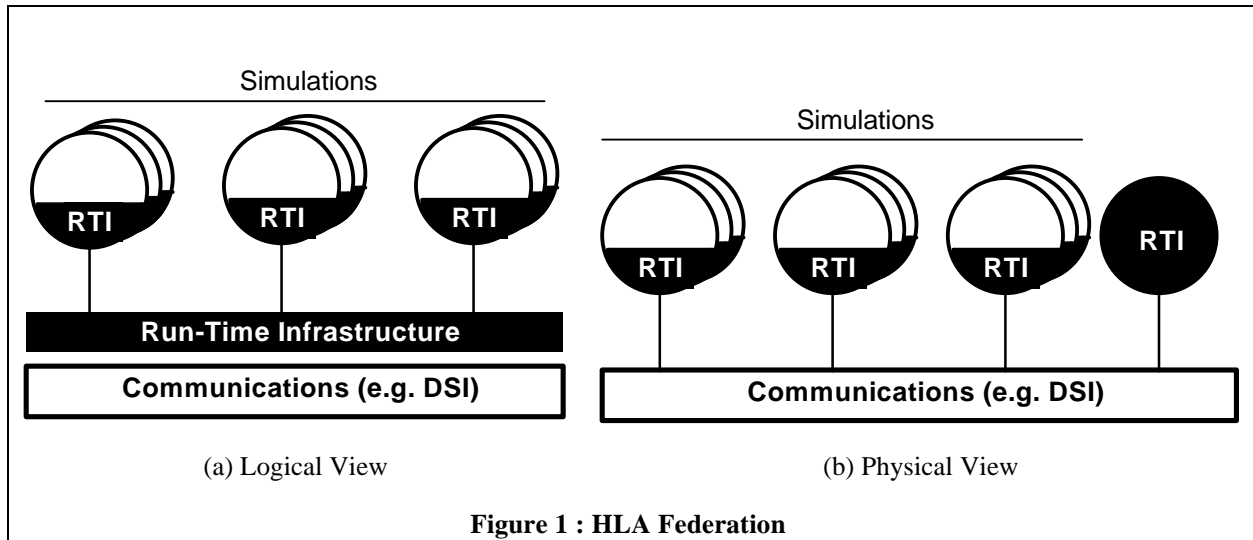 Simulations
RTI RTI RTI
Run-Time Infrastructure
Communications (e.g. DSI)
(a) Logical View
Simulations
RTI RTI RTI RTI
Communications (e.g. DSI)
(b) Physical View
Figure 1 : HLA Federation